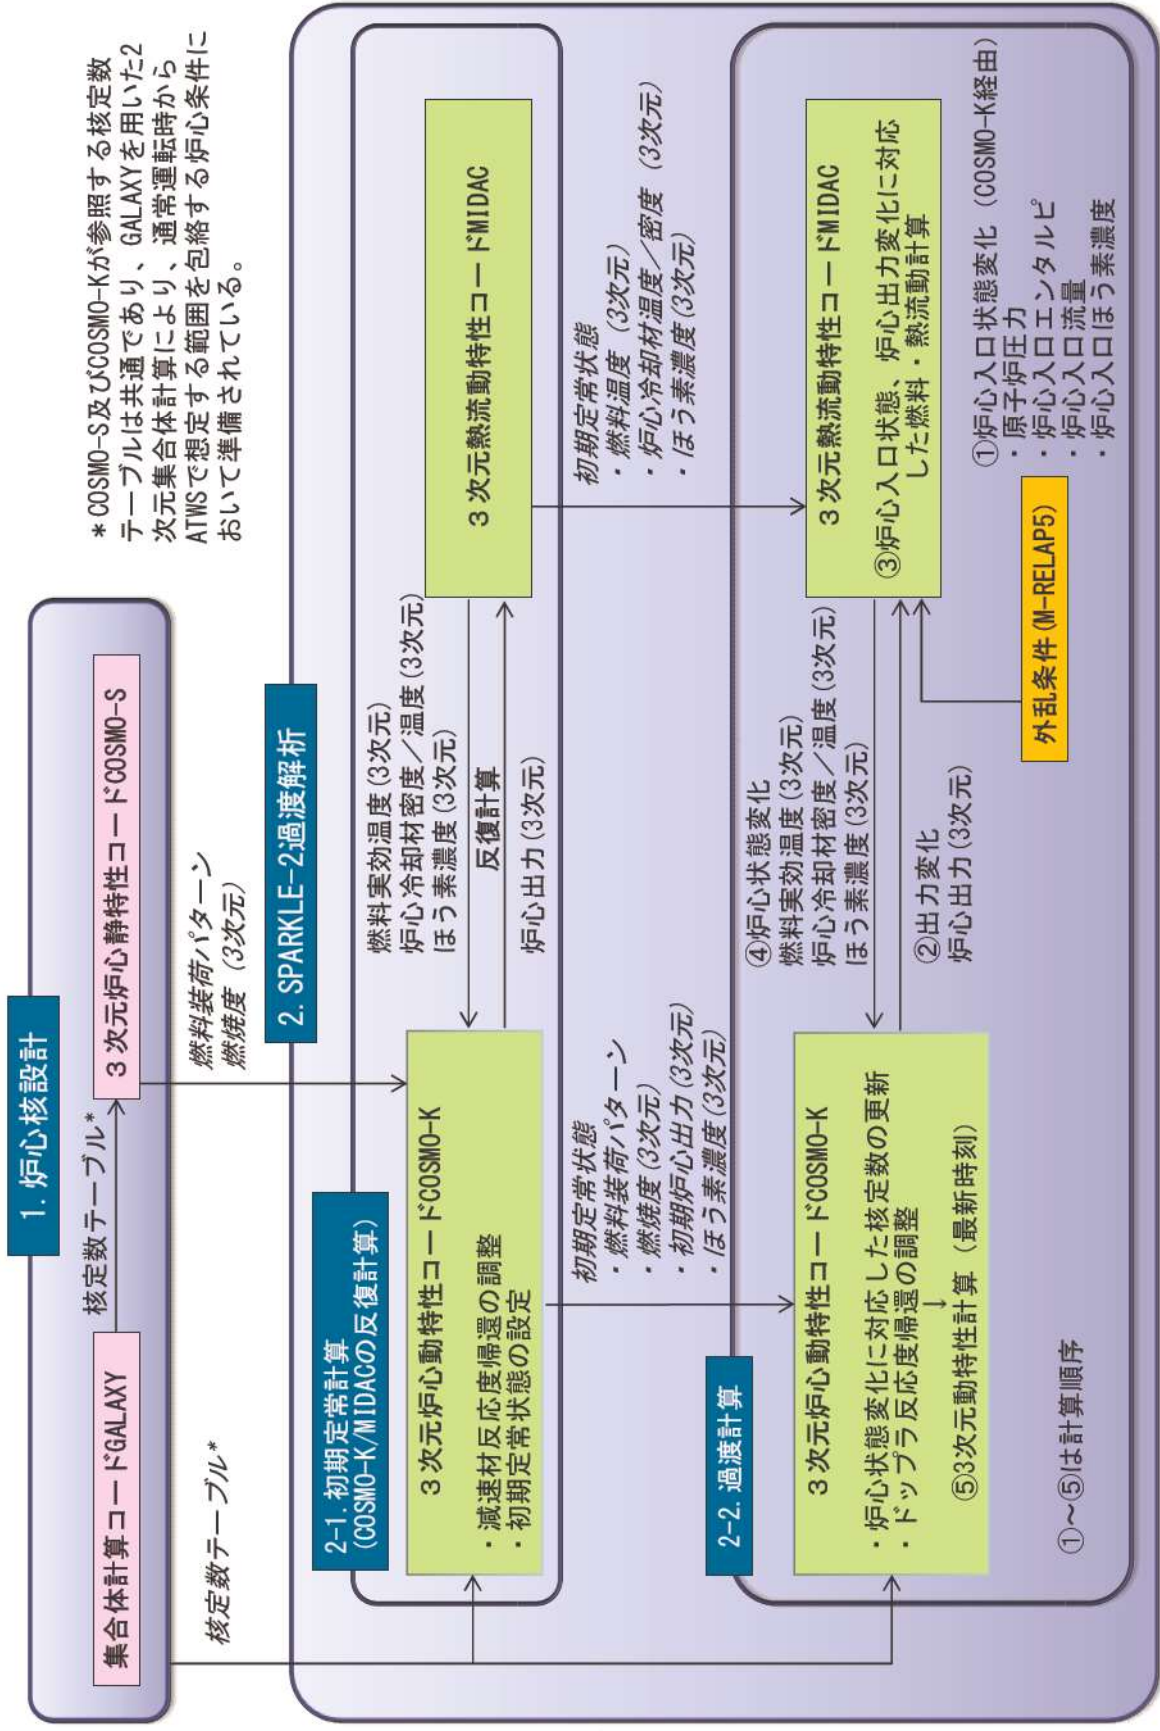 1. 炉心核設計
集合体計算コードGALAXY
核定数テーブル*
3次元炉心静特性コードCOSMO-S
*COSMO-S及びCOSMO-Kが参照する核定数
テーブルは共通であり、GALAXYを用いた2
次元集合体計算により、通常運転時から
ATWSで想定する範囲を包絡する炉心条件に
おいて準備されている。
核定数テーブル*
燃料装荷パターン
燃焼度 (3次元)
2. SPARKLE-2過渡解析
2-1. 初期定常計算
(COSMO-K/MIDACの反復計算)
3次元炉心動特性コードCOSMO-K
・減速材反応度帰還の調整
・初期定常状態の設定
燃料実効温度(3次元)
炉心冷却材密度／温度(3次元)
ほう素濃度(3次元)
反復計算
炉心出力(3次元)
3次元熱流動特性コードMIDAC
初期定常状態
・燃料装荷パターン
・燃焼度(3次元)
・初期炉心出力(3次元)
・ほう素濃度(3次元)
初期定常状態
・燃料温度 (3次元)
・炉心冷却材温度／密度 (3次元)
・ほう素濃度(3次元)
2-2. 過渡計算
3次元炉心動特性コードCOSMO-K
・炉心状態変化に対応した核定数の更新
・ドップラ反応度帰還の調整
↓
⑤3次元動特性計算 (最新時刻)
④炉心状態変化
燃料実効温度(3次元)
炉心冷却材密度／温度(3次元)
ほう素濃度(3次元)
②出力変化
炉心出力(3次元)
3次元熱流動特性コードMIDAC
③炉心入口状態、炉心出力変化に対応
した燃料・熱流動計算
外乱条件(M-RELAP5)
①炉心入口状態変化 (COSMO-K経由)
・原子炉圧力
・炉心入口エンタルピ
・炉心入口流量
・炉心入口ほう素濃度
①～⑤は計算順序